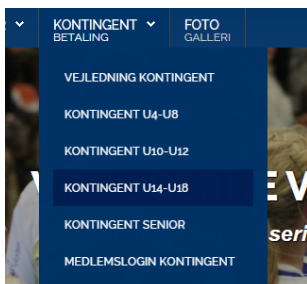 KONTINGENT
BETALING
FOTO
GALLERI
VEJLEDNING KONTINGENT
KONTINGENT U4-U8
KONTINGENT U10-U12
KONTINGENT U14-U18
KONTINGENT SENIOR
MEDLEMSLOGIN KONTINGENT